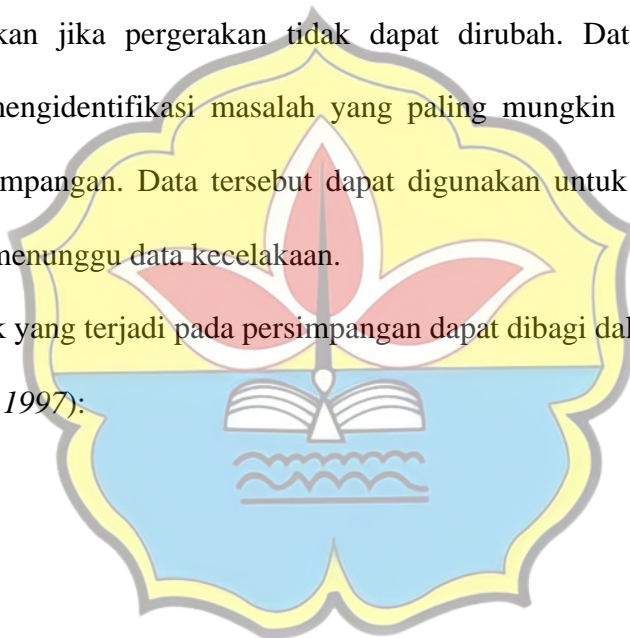 kan jika pergerakan tidak dapat dirubah. Dat
mengidentifikasi masalah yang paling mungkin
mpangan. Data tersebut dapat digunakan untuk
menunggu data kecelakaan.
k yang terjadi pada persimpangan dapat dibagi dal
1997):